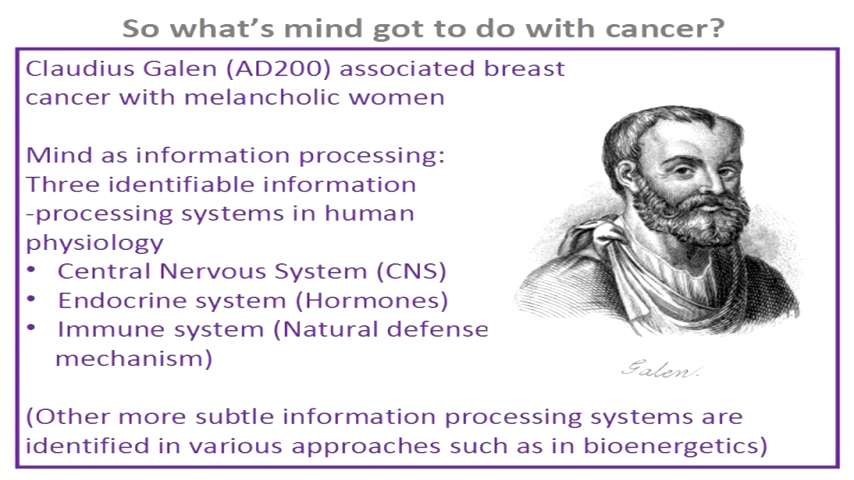 So what's mind got to do with cancer?
Claudius Galen (AD200) associated breast
cancer with melancholic women
Mind as information processing:
Three identifiable information
-processing systems in human
physiology
• Central Nervous System (CNS)
• Endocrine system (Hormones)
• Immune system (Natural defense
mechanism)
Galen.
(Other more subtle information processing systems are
identified in various approaches such as in bioenergetics)